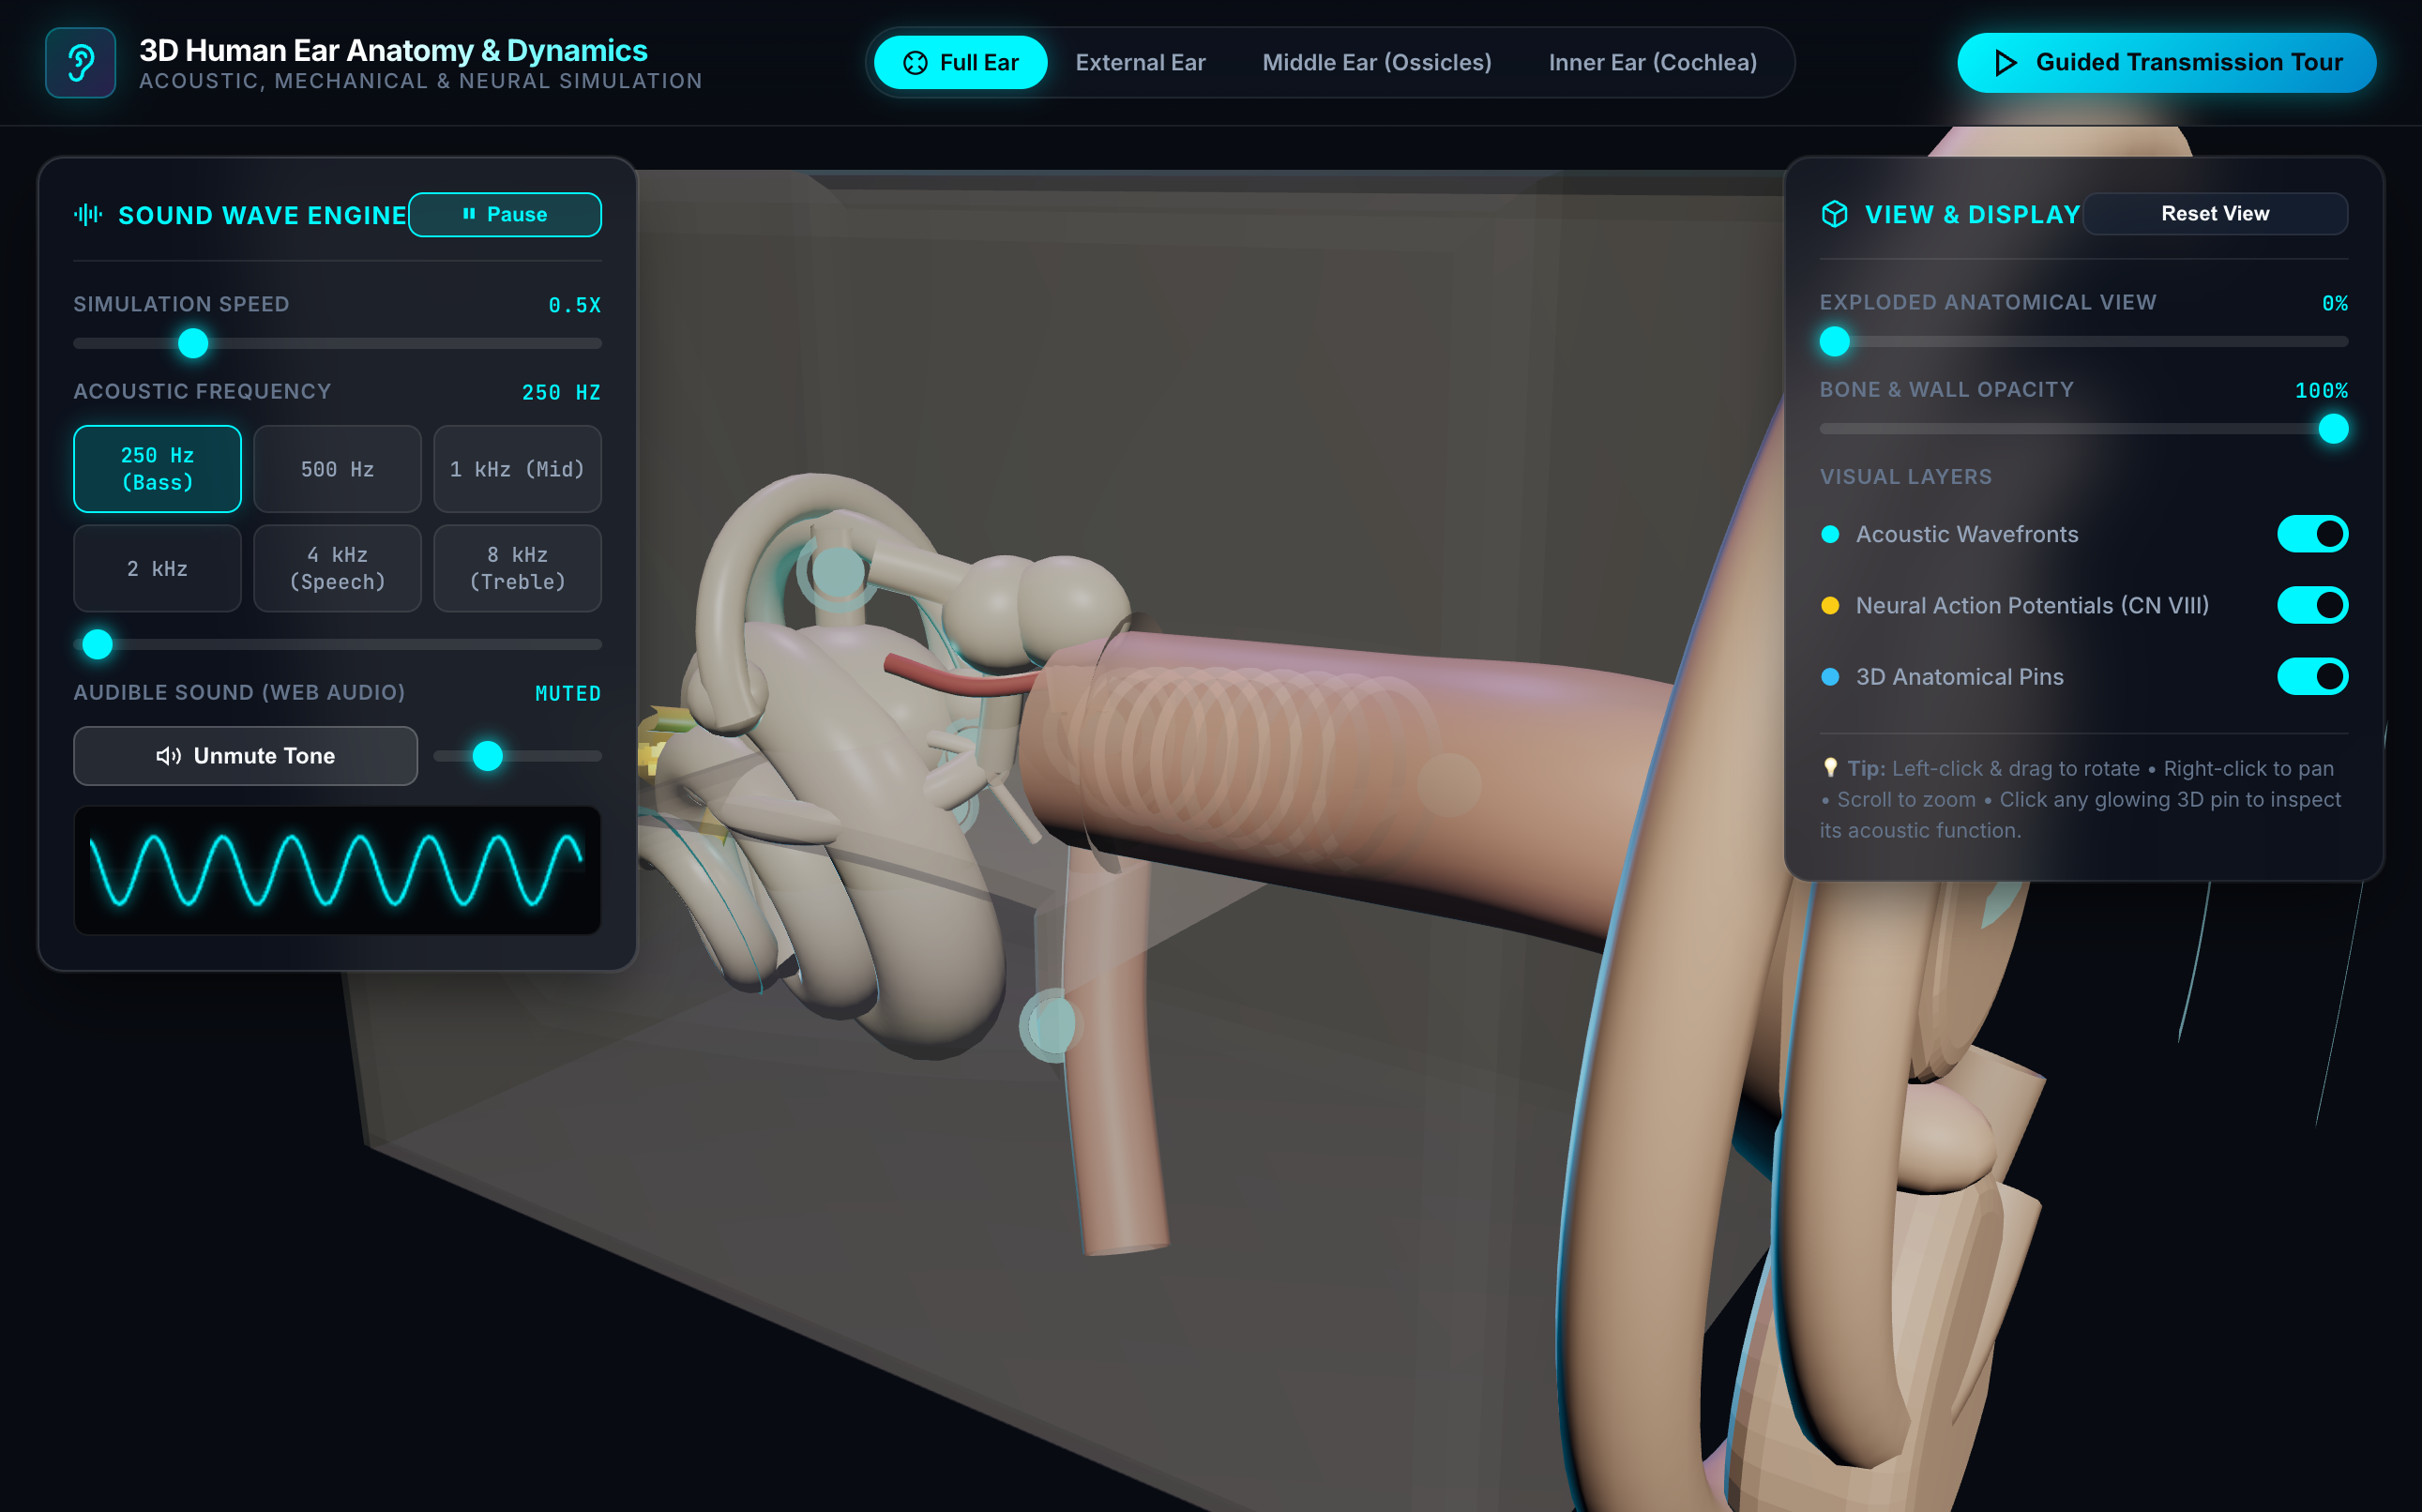 3D Human Ear Anatomy & Dynamics
ACOUSTIC, MECHANICAL & NEURAL SIMULATION
Full Ear
External Ear
Middle Ear (Ossicles)
Inner Ear (Cochlea)
Guided Transmission Tour
SOUND WAVE ENGINE
Pause
SIMULATION SPEED
0.5X
ACOUSTIC FREQUENCY
250 HZ
250 Hz
(Bass)
500 Hz
1 kHz (Mid)
2 kHz
4 kHz
(Speech)
8 kHz
(Treble)
AUDIBLE SOUND (WEB AUDIO)
MUTED
Unmute Tone
VIEW & DISPLAY
Reset View
EXPLODED ANATOMICAL VIEW
0%
BONE & WALL OPACITY
100%
VISUAL LAYERS
Acoustic Wavefronts
Neural Action Potentials (CN VIII)
3D Anatomical Pins
💡 Tip: Left-click & drag to rotate • Right-click to pan
• Scroll to zoom • Click any glowing 3D pin to inspect
its acoustic function.